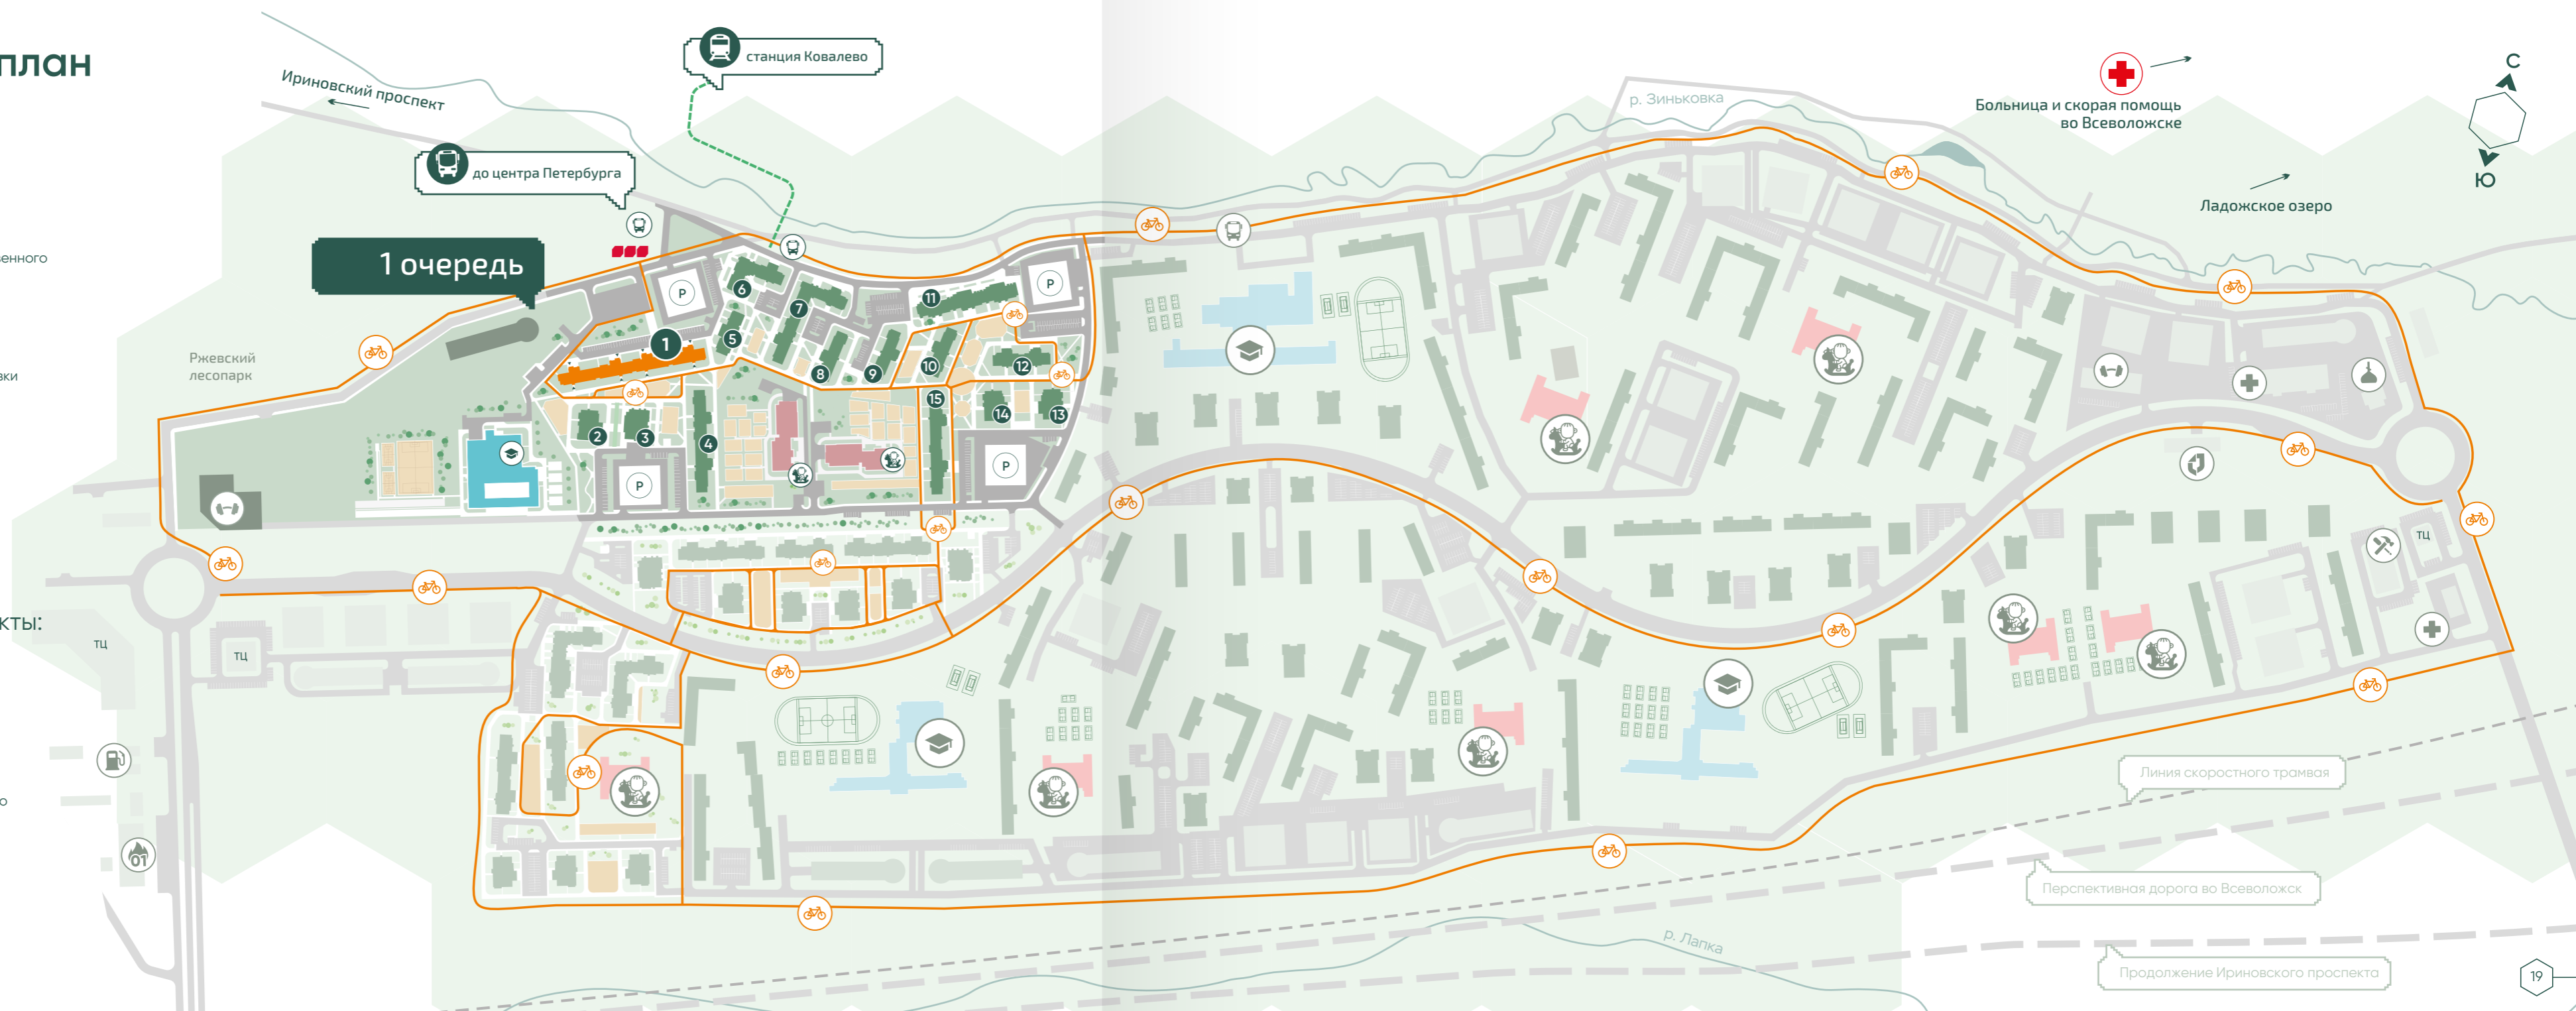 план
станция Ковалево
Ириновский проспект
до центра Петербурга
1 очередь
р. Зиньковка
Больница и скорая помощь
во Всеволожске
С
Ю
Ладожское озеро
енного
Ржевский
лесопарк
вки
P
P
6
7
11
1
5
8
9
10
12
15
14
13
2
3
4
P
P
кты:
ТЦ
ТЦ
ТЦ
о
01
Линия скоростного трамвая
Перспективная дорога во Всеволожск
р. Лапка
Продолжение Ириновского проспекта
19